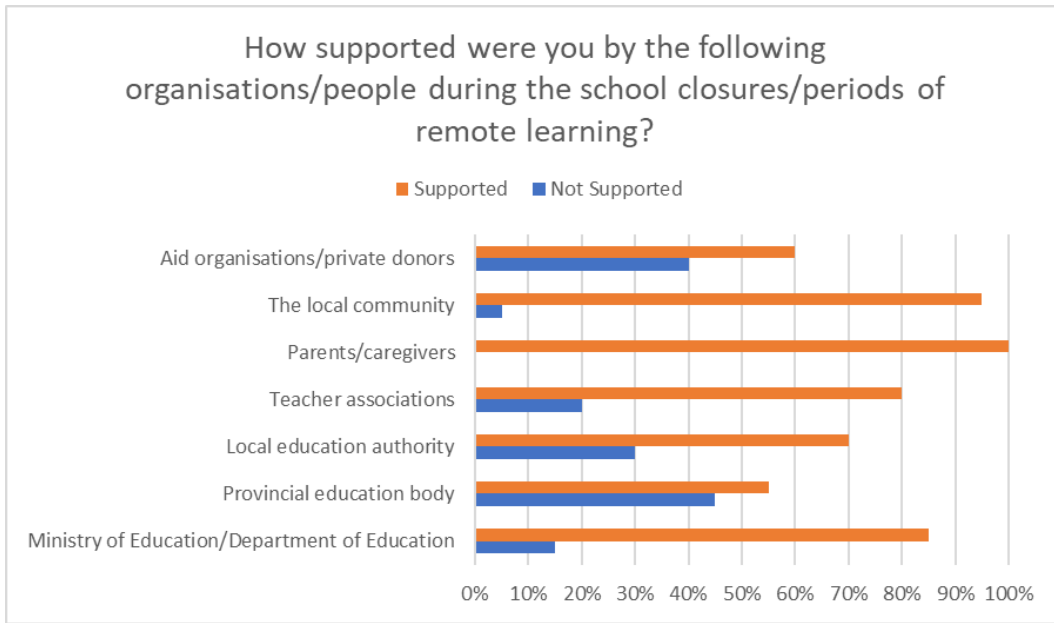 How supported were you by the following
organisations/people during the school closures/periods of
remote learning?
Supported Not Supported
Aid organisations/private donors
The local community
Parents/caregivers
Teacher associations
Local education authority
Provincial education body
Ministry of Education/Department of Education
0% 10% 20% 30% 40% 50% 60% 70% 80% 90% 100%